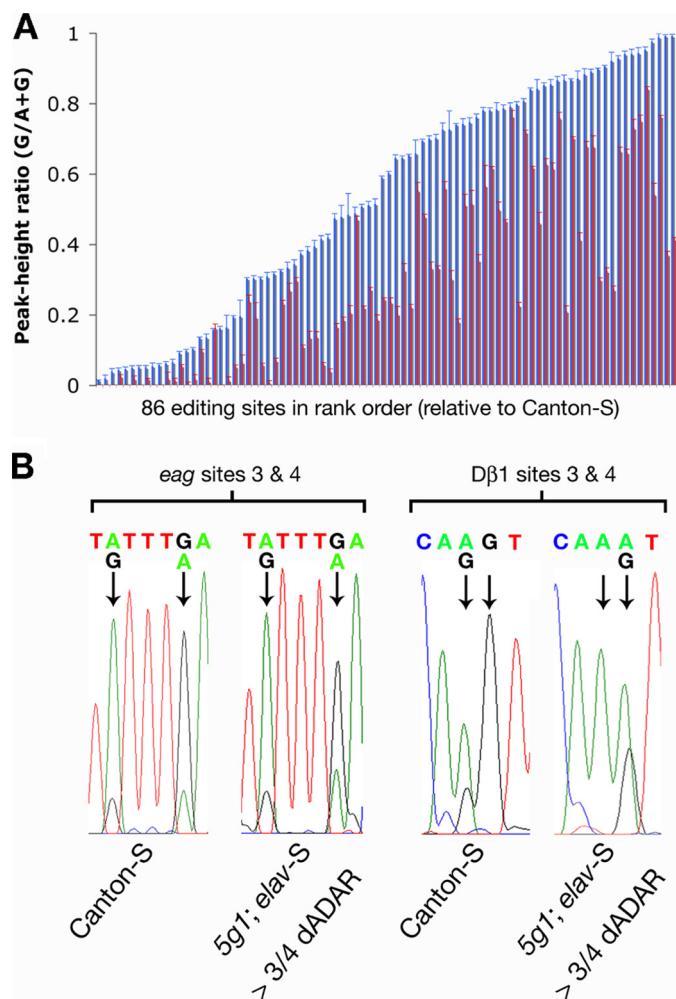 A
Peak-height ratio (G/A+G)
1
0.8
0.6
0.4
0.2
0
86 editing sites in rank order (relative to Canton-S)
B
eag sites 3 & 4
Dβ1 sites 3 & 4
T A T T T G A
G A
T A T T T G A
G A
C A A G T
G
C A A A T
G
Canton-S
5g1; elav-S
> 3/4 dADAR
Canton-S
5g1; elav-S
> 3/4 dADAR